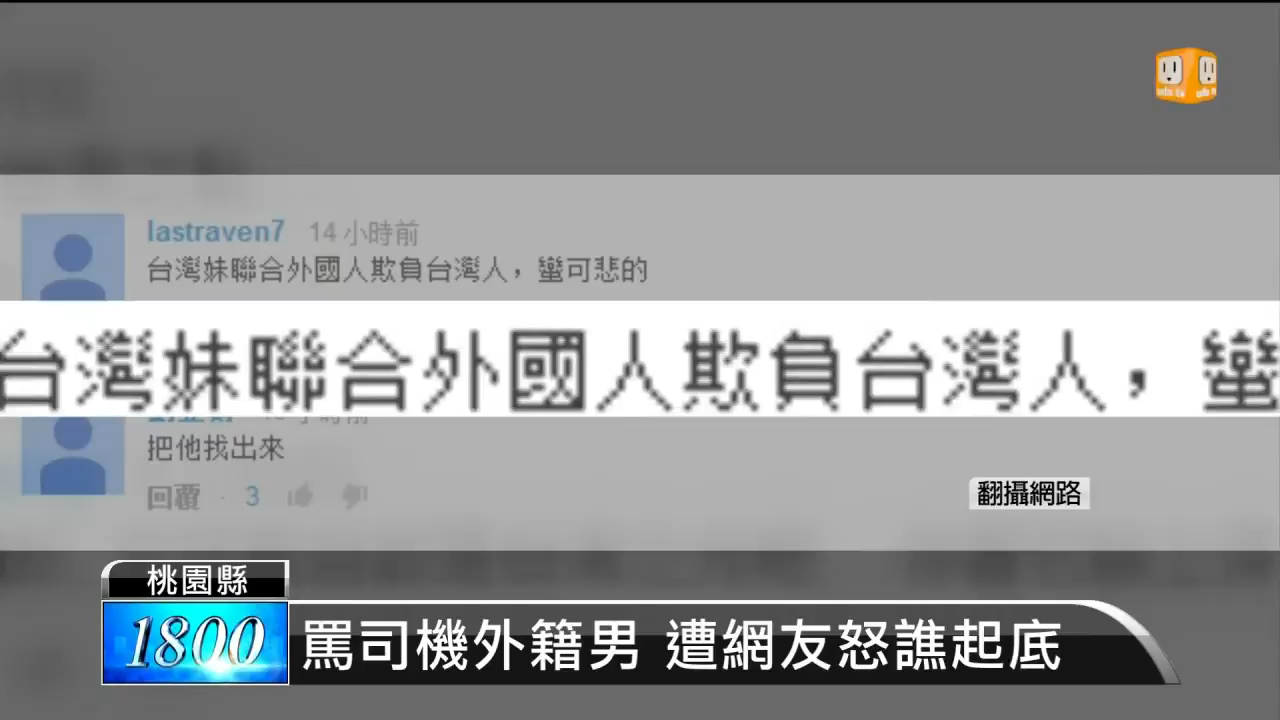 lastraven7 14 小時前
台灣妹聯合外國人欺負台灣人，蠻可悲的
台灣妹聯合外國人欺負台灣人，蠻
把他找出來
回覆 · 3
翻攝網路
桃園縣
1800
罵司機外籍男 遭網友怒譙起底